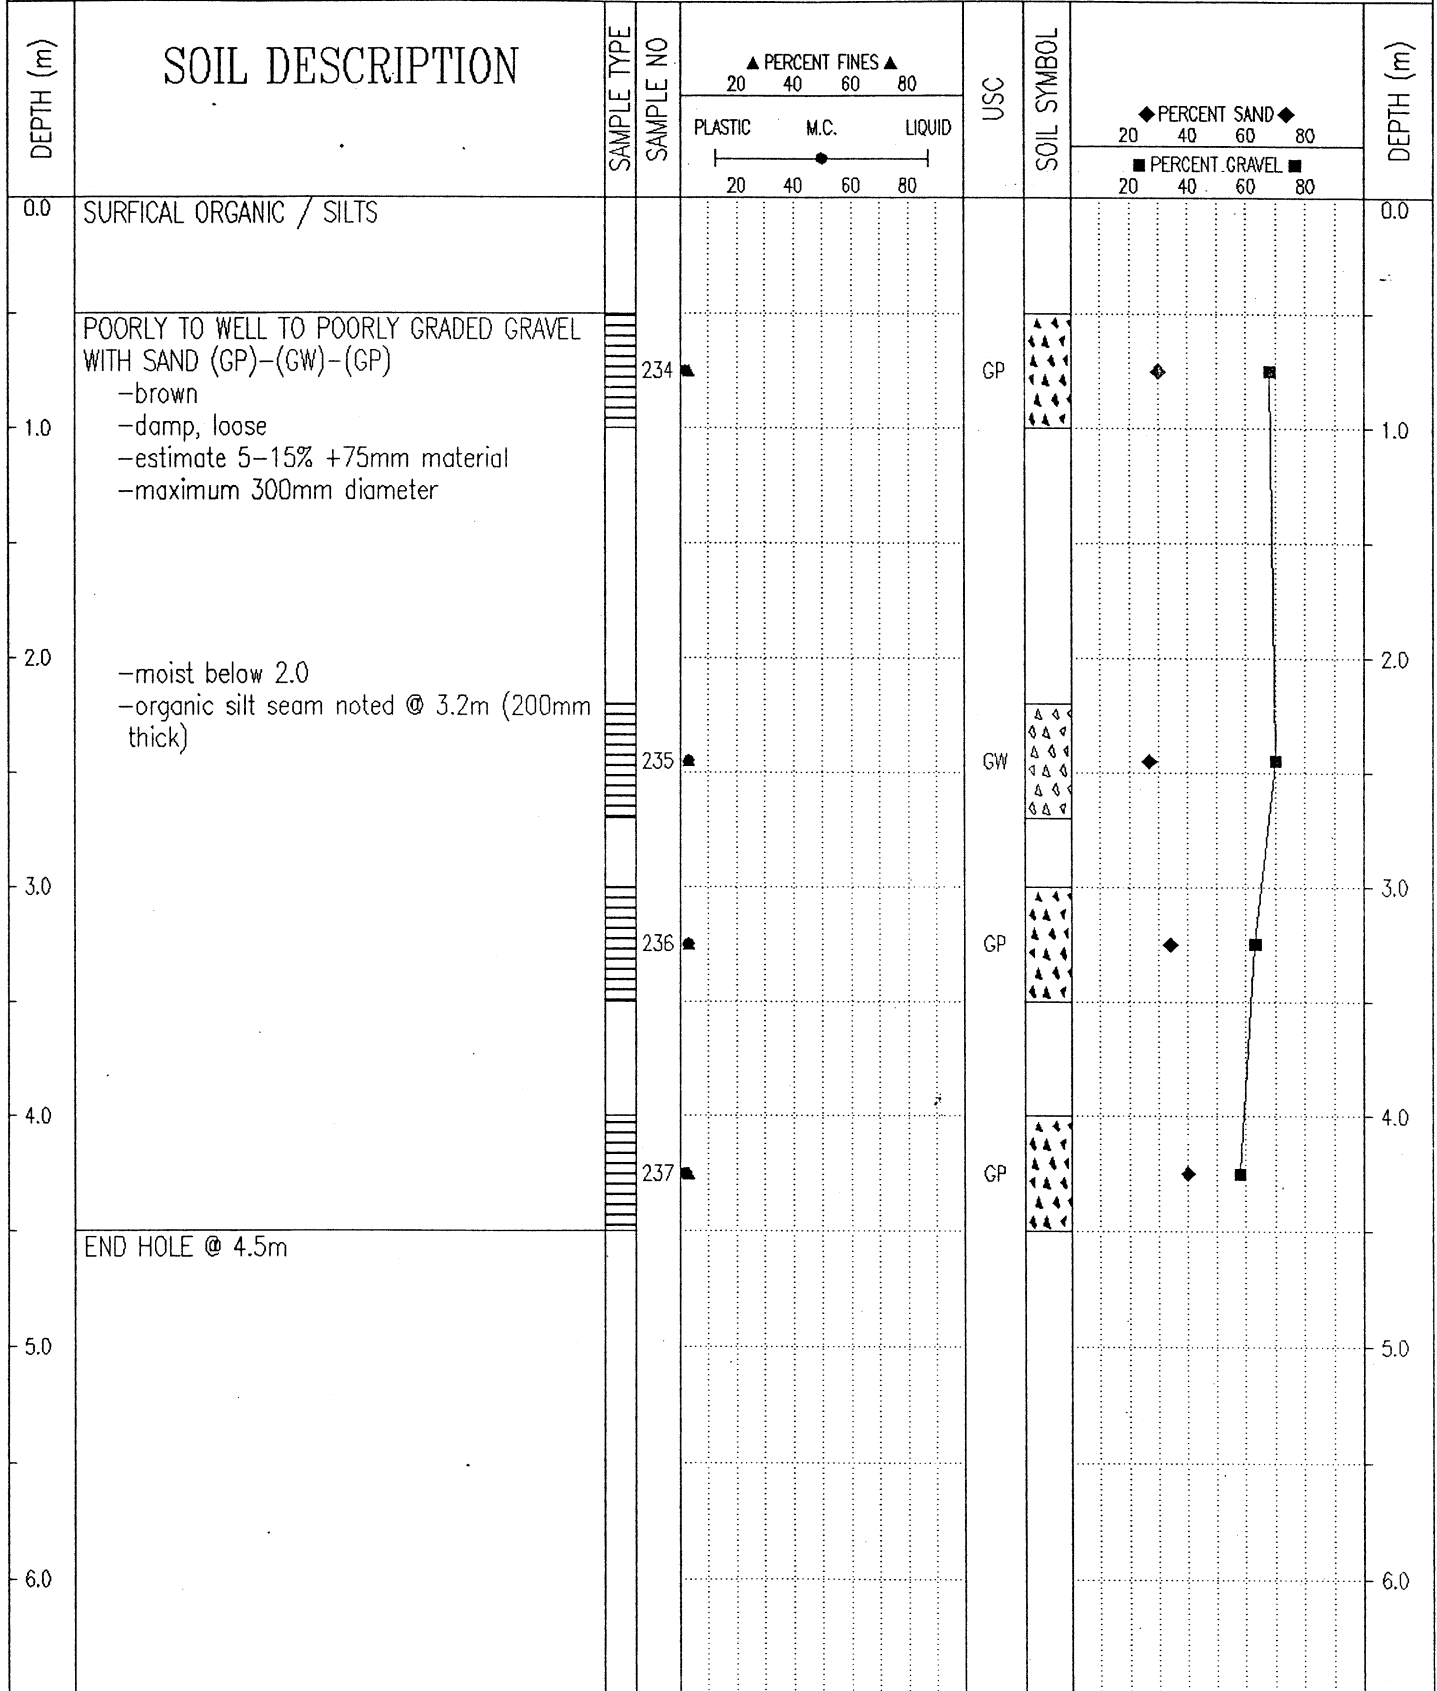 DEPTH (m)
SOIL DESCRIPTION
SAMPLE TYPE
SAMPLE NO
▲ PERCENT FINES ▲
20 40 60 80
PLASTIC M.C. LIQUID
20 40 60 80
USC
SOIL SYMBOL
◆ PERCENT SAND ◆
20 40 60 80
■ PERCENT GRAVEL ■
20 40 60 80
DEPTH (m)
0.0 SURFICAL ORGANIC / SILTS 0.0
POORLY TO WELL TO POORLY GRADED GRAVEL
WITH SAND (GP)-(GW)-(GP)
234 GP
-brown
1.0 -damp, loose 1.0
-estimate 5-15% +75mm material
-maximum 300mm diameter
2.0 2.0
-moist below 2.0
-organic silt seam noted @ 3.2m (200mm
thick)
235 GW
3.0 3.0
236 GP
4.0 4.0
237 GP
END HOLE @ 4.5m
5.0 5.0
6.0 6.0